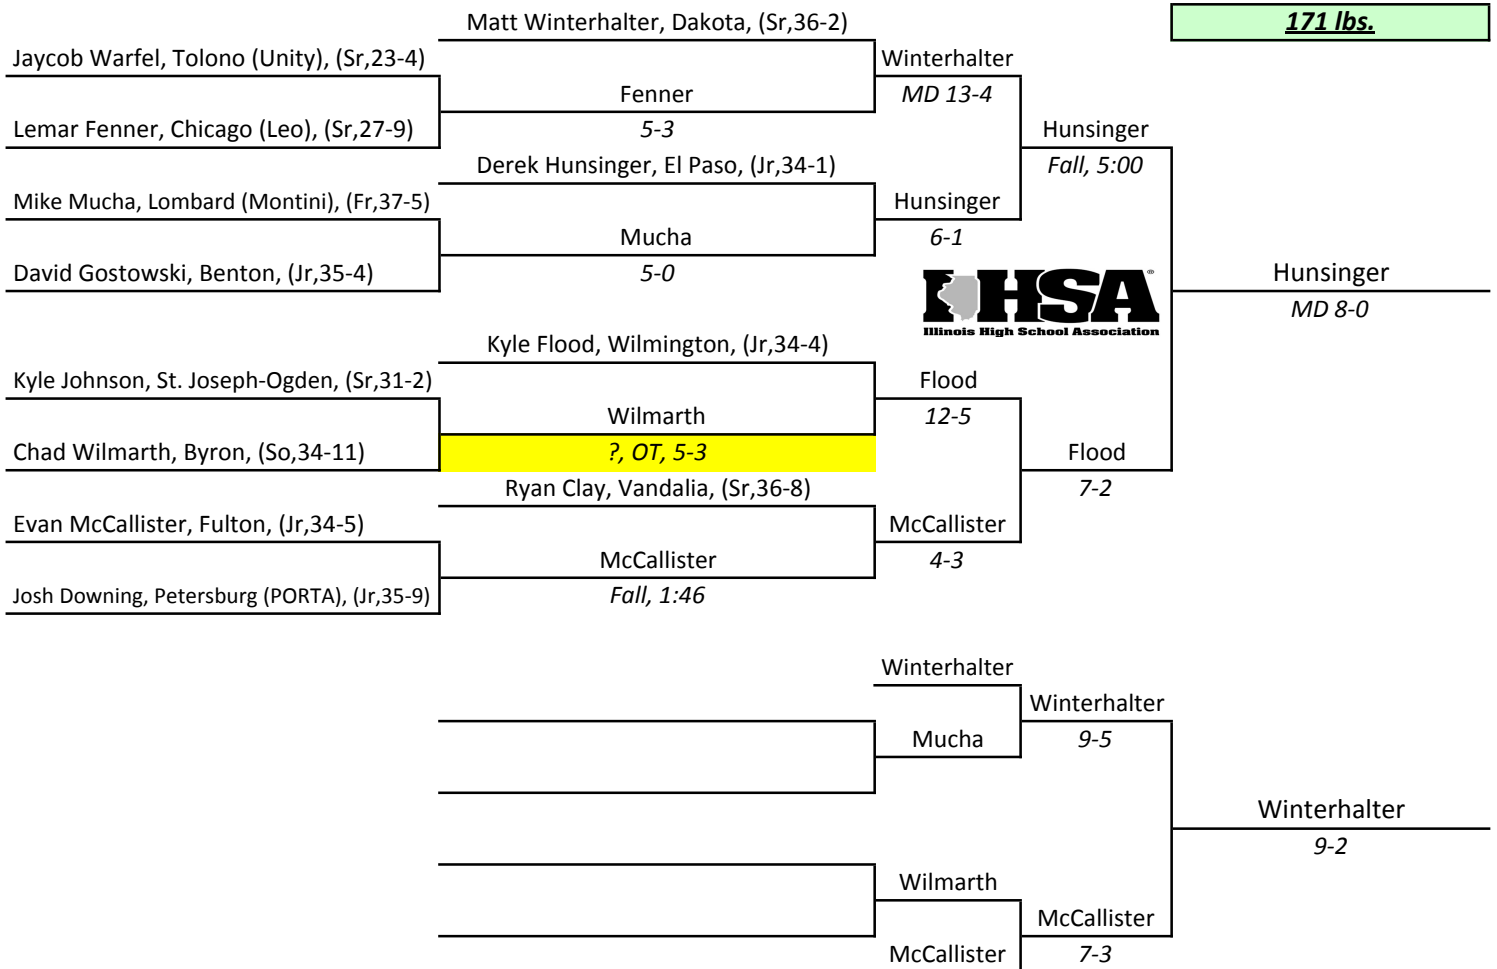 Matt Winterhalter, Dakota, (Sr,36-2)
171 lbs.
Jaycob Warfel, Tolono (Unity), (Sr,23-4)
Winterhalter
Fenner
MD 13-4
Lemar Fenner, Chicago (Leo), (Sr,27-9)
5-3
Hunsinger
Derek Hunsinger, El Paso, (Jr,34-1)
Fall, 5:00
Mike Mucha, Lombard (Montini), (Fr,37-5)
Hunsinger
Mucha
6-1
David Gostowski, Benton, (Jr,35-4)
5-0
IHSA®
Illinois High School Association
Hunsinger
MD 8-0
Kyle Flood, Wilmington, (Jr,34-4)
Kyle Johnson, St. Joseph-Ogden, (Sr,31-2)
Flood
Wilmarth
12-5
Chad Wilmarth, Byron, (So,34-11)
?, OT, 5-3
Flood
Ryan Clay, Vandalia, (Sr,36-8)
7-2
Evan McCallister, Fulton, (Jr,34-5)
McCallister
McCallister
4-3
Josh Downing, Petersburg (PORTA), (Jr,35-9)
Fall, 1:46
Winterhalter
Winterhalter
Mucha
9-5
Winterhalter
9-2
Wilmarth
McCallister
McCallister
7-3